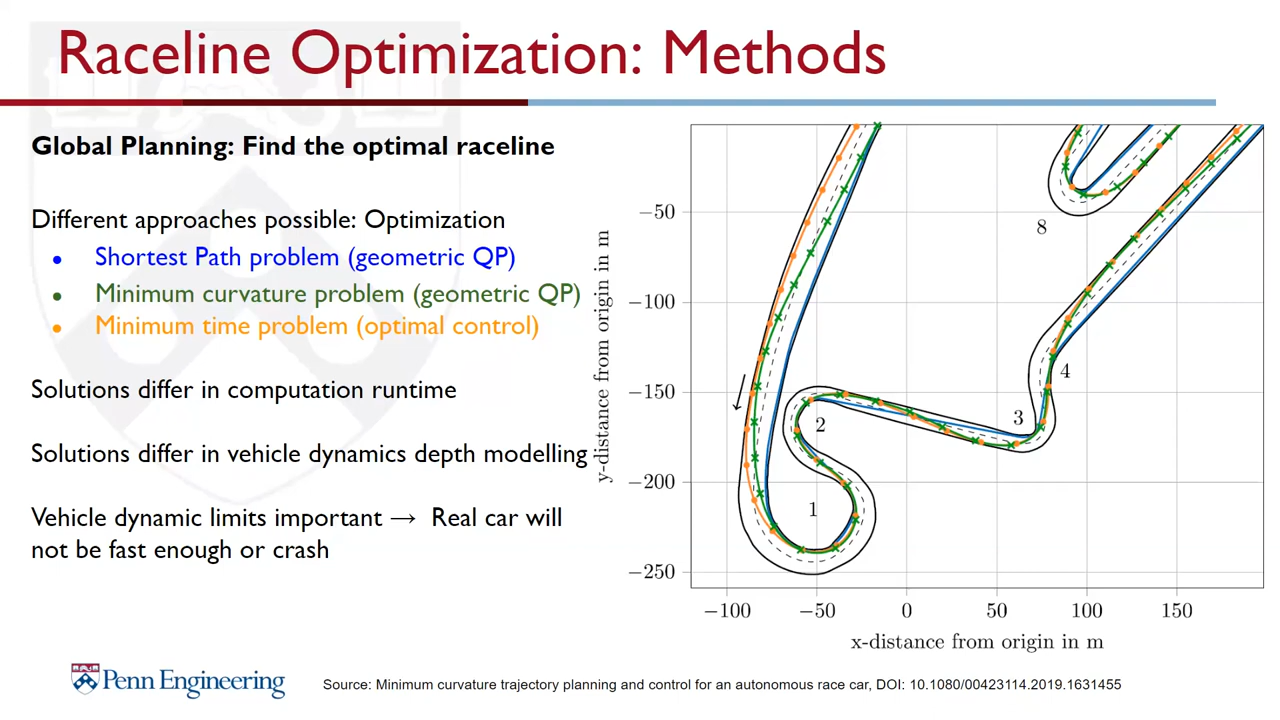 Raceline Optimization: Methods
Global Planning: Find the optimal raceline
Different approaches possible: Optimization
• Shortest Path problem (geometric QP)
• Minimum curvature problem (geometric QP)
• Minimum time problem (optimal control)
Solutions differ in computation runtime
Solutions differ in vehicle dynamics depth modelling
Vehicle dynamic limits important → Real car will
not be fast enough or crash
y-distance from origin in m
−50
−100
−150
−200
−250
8
4
3
2
1
−100
−50
0
50
100
150
x-distance from origin in m
Penn Engineering
Source: Minimum curvature trajectory planning and control for an autonomous race car, DOI: 10.1080/00423114.2019.1631455